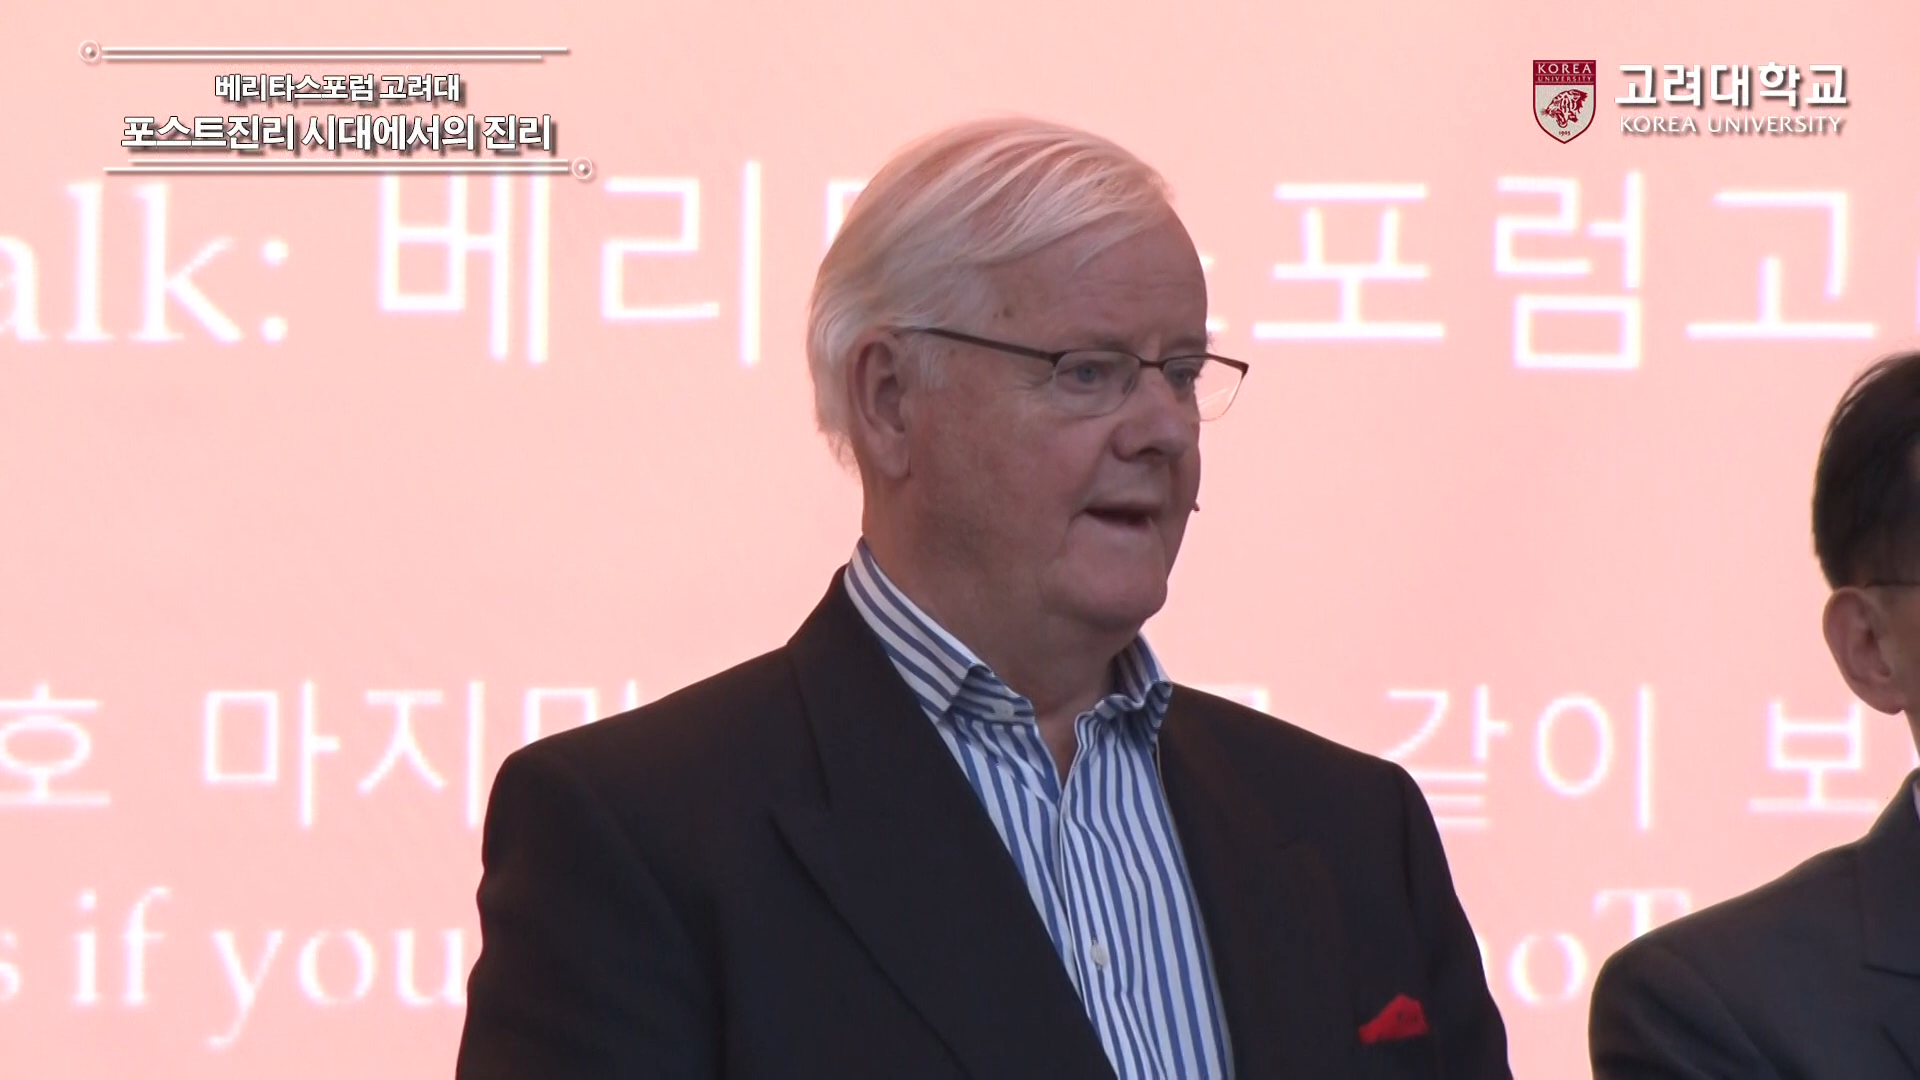 베리타스포럼 고려대
포스트진리 시대에서의 진리
KOREA
UNIVERSITY
1905
고려대학교
KOREA UNIVERSITY
alk: 베리 포럼고
호 마지막 같이 보
s if you